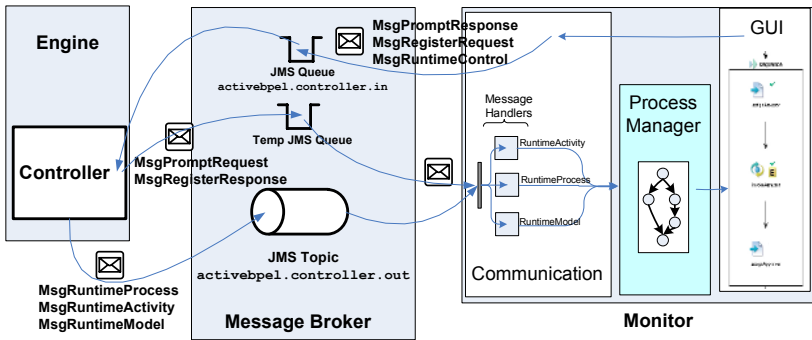 Engine
Controller
MsgPromptResponse
MsgRegisterRequest
MsgRuntimeControl
JMS Queue
activebpel.controller.in
Temp JMS Queue
MsgPromptRequest
MsgRegisterResponse
JMS Topic
activebpel.controller.out
MsgRuntimeProcess
MsgRuntimeActivity
MsgRuntimeModel
Message Broker
Message
Handlers
RuntimeActivity
RuntimeProcess
RuntimeModel
Communication
Process
Manager
GUI
Monitor